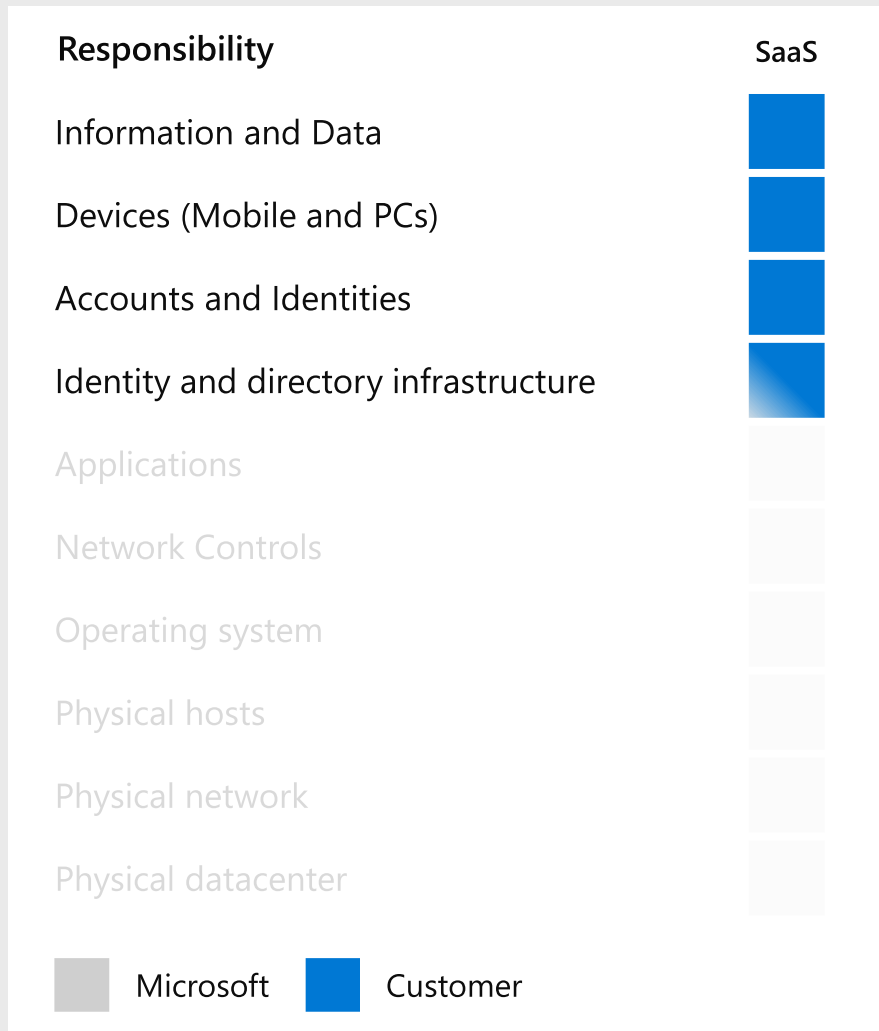 Responsibility SaaS
Information and Data
Devices (Mobile and PCs)
Accounts and Identities
Identity and directory infrastructure
Applications
Network Controls
Operating system
Physical hosts
Physical network
Physical datacenter
Microsoft Customer